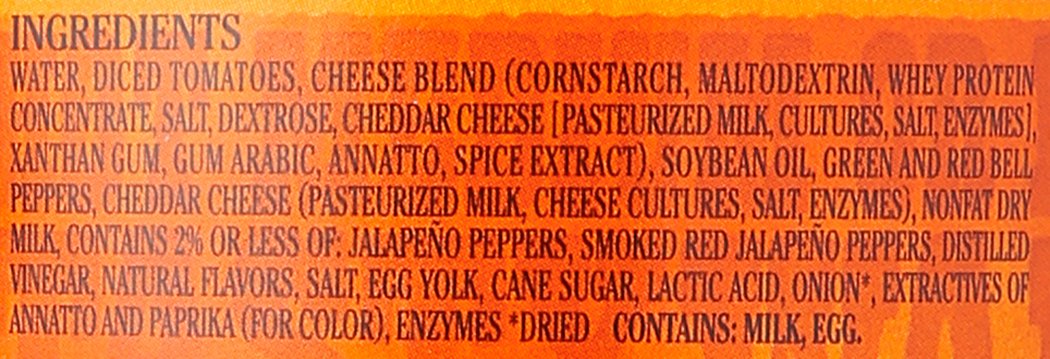 INGREDIENTS
WATER, DICED TOMATOES, CHEESE BLEND (CORNSTARCH, MALTODEXTRIN, WHEY PROTEIN
CONCENTRATE, SALT, DEXTROSE, CHEDDAR CHEESE [PASTEURIZED MILK, CULTURES, SALT, ENZYMES],
XANTHAN GUM, GUM ARABIC, ANNATTO, SPICE EXTRACT), SOYBEAN OIL, GREEN AND RED BELL
PEPPERS, CHEDDAR CHEESE (PASTEURIZED MILK, CHEESE CULTURES, SALT, ENZYMES), NONFAT DRY
MILK, CONTAINS 2% OR LESS OF: JALAPEÑO PEPPERS, SMOKED RED JALAPEÑO PEPPERS, DISTILLED
VINEGAR, NATURAL FLAVORS, SALT, EGG YOLK, CANE SUGAR, LACTIC ACID, ONION*, EXTRACTIVES OF
ANNATTO AND PAPRIKA (FOR COLOR), ENZYMES *DRIED CONTAINS: MILK, EGG.